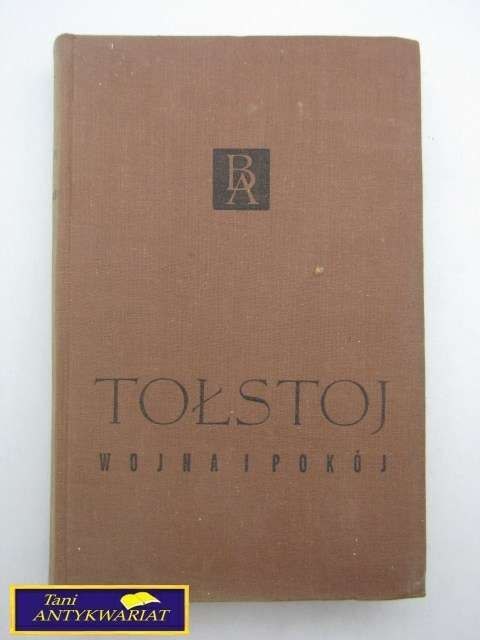 BA
TOŁSTOJ
WOJNA I POKÓJ
Tani
ANTYKWARIAT